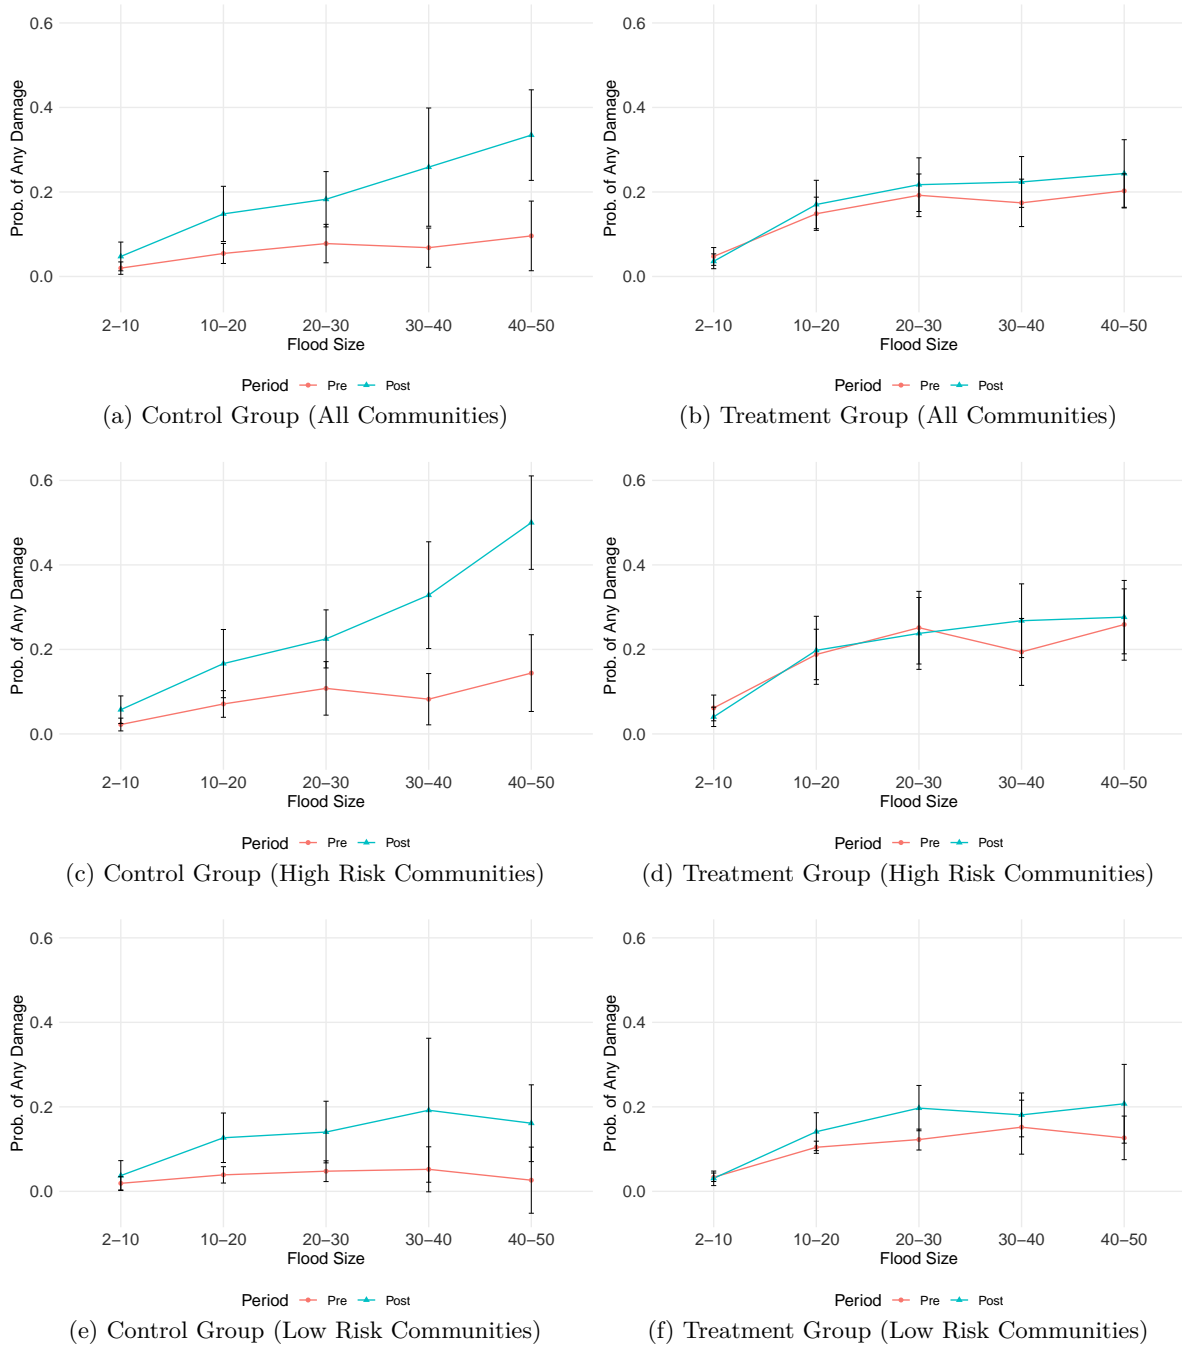 0.6
0.4
0.2
0.0
Prob. of Any Damage
2−10 10−20 20−30 30−40 40−50
Flood Size
Period Pre Post
(a) Control Group (All Communities)
0.6
0.4
0.2
0.0
Prob. of Any Damage
2−10 10−20 20−30 30−40 40−50
Flood Size
Period Pre Post
(b) Treatment Group (All Communities)
0.6
0.4
0.2
0.0
Prob. of Any Damage
2−10 10−20 20−30 30−40 40−50
Flood Size
Period Pre Post
(c) Control Group (High Risk Communities)
0.6
0.4
0.2
0.0
Prob. of Any Damage
2−10 10−20 20−30 30−40 40−50
Flood Size
Period Pre Post
(d) Treatment Group (High Risk Communities)
0.6
0.4
0.2
0.0
Prob. of Any Damage
2−10 10−20 20−30 30−40 40−50
Flood Size
Period Pre Post
(e) Control Group (Low Risk Communities)
0.6
0.4
0.2
0.0
Prob. of Any Damage
2−10 10−20 20−30 30−40 40−50
Flood Size
Period Pre Post
(f) Treatment Group (Low Risk Communities)